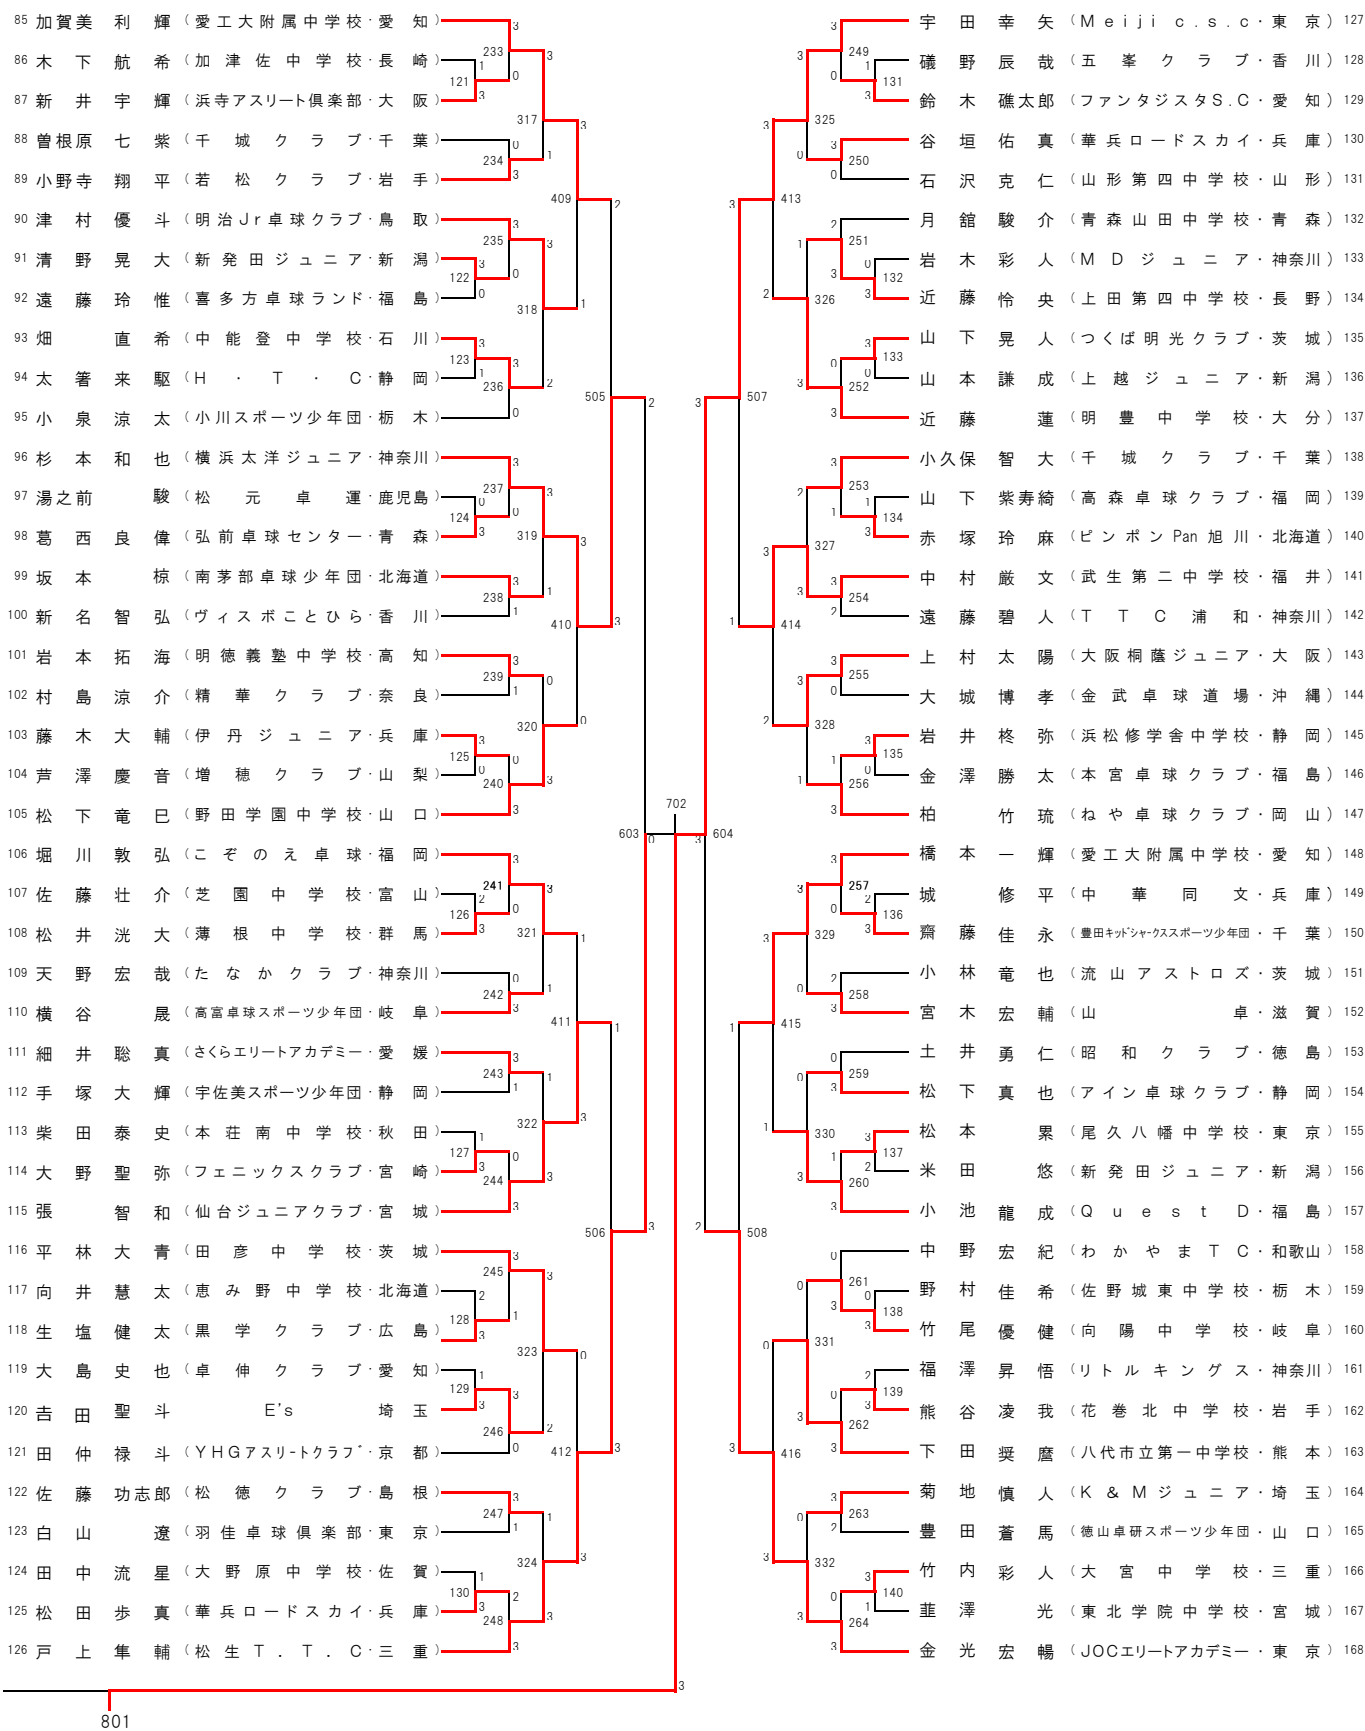 85 加賀美 利輝 (愛工大附属中学校・愛知)
86 木下航希 (加津佐中学校・長崎)
87 新井宇輝 (浜寺アスリート倶楽部・大阪)
88 曽根原 七紫 (千城クラブ・千葉)
89 小野寺 翔平 (若松クラブ・岩手)
90 津村優斗 (明治Jr卓球クラブ・鳥取)
91 清野晃大 (新発田ジュニア・新潟)
92 遠藤玲惟 (喜多方卓球ランド・福島)
93 畑直希 (中能登中学校・石川)
94 太箸来駆 (H・T・C・静岡)
95 小泉涼太 (小川スポーツ少年団・栃木)
96 杉本和也 (横浜太洋ジュニア・神奈川)
97 湯之前 駿 (松元卓運・鹿児島)
98 葛西良偉 (弘前卓球センター・青森)
99 坂本椋 (南茅部卓球少年団・北海道)
100 新名智弘 (ヴィスポことひら・香川)
101 岩本拓海 (明徳義塾中学校・高知)
102 村島涼介 (精華クラブ・奈良)
103 藤木大輔 (伊丹ジュニア・兵庫)
104 芦澤慶音 (増穂クラブ・山梨)
105 松下竜巳 (野田学園中学校・山口)
106 堀川敦弘 (こぞのえ卓球・福岡)
107 佐藤壮介 (芝園中学校・富山)
108 松井洸大 (薄根中学校・群馬)
109 天野宏哉 (たなかクラブ・神奈川)
110 横谷晟 (高富卓球スポーツ少年団・岐阜)
111 細井聡真 (さくらエリートアカデミー・愛媛)
112 手塚大輝 (宇佐美スポーツ少年団・静岡)
113 柴田泰史 (本荘南中学校・秋田)
114 大野聖弥 (フェニックスクラブ・宮崎)
115 張智和 (仙台ジュニアクラブ・宮城)
116 平林大青 (田彦中学校・茨城)
117 向井慧太 (恵み野中学校・北海道)
118 生塩健太 (黒学クラブ・広島)
119 大島史也 (卓伸クラブ・愛知)
120 吉田聖斗 E's 埼玉
121 田仲禄斗 (YHGアスリートクラブ・京都)
122 佐藤 功志郎 (松徳クラブ・島根)
123 白山遼 (羽佳卓球倶楽部・東京)
124 田中流星 (大野原中学校・佐賀)
125 松田歩真 (華兵ロードスカイ・兵庫)
126 戸上隼輔 (松生T.T.C・三重)
801
702
603
604
505
506
507
508
409
410
411
412
413
414
415
416
宇田幸矢 (Meiji c.s.c・東京) 127
磯野辰哉 (五峯クラブ・香川) 128
鈴木 礁太郎 (ファンタジスタS.C・愛知) 129
谷垣佑真 (華兵ロードスカイ・兵庫) 130
石沢克仁 (山形第四中学校・山形) 131
月舘駿介 (青森山田中学校・青森) 132
岩木彩人 (MDジュニア・神奈川) 133
近藤怜央 (上田第四中学校・長野) 134
山下晃人 (つくば明光クラブ・茨城) 135
山本謙成 (上越ジュニア・新潟) 136
近藤蓮 (明豊中学校・大分) 137
小久保 智大 (千城クラブ・千葉) 138
山下 紫寿綺 (高森卓球クラブ・福岡) 139
赤塚玲麻 (ピンポンPan旭川・北海道) 140
中村厳文 (武生第二中学校・福井) 141
遠藤碧人 (TTC浦和・神奈川) 142
上村太陽 (大阪桐蔭ジュニア・大阪) 143
大城博孝 (金武卓球道場・沖縄) 144
岩井柊弥 (浜松修学舎中学校・静岡) 145
金澤勝太 (本宮卓球クラブ・福島) 146
柏竹琉 (ねや卓球クラブ・岡山) 147
橋本一輝 (愛工大附属中学校・愛知) 148
城修平 (中華同文・兵庫) 149
齋藤佳永 (豊田キッドシャークススポーツ少年団・千葉) 150
小林竜也 (流山アストロズ・茨城) 151
宮木宏輔 (山卓・滋賀) 152
土井勇仁 (昭和クラブ・徳島) 153
松下真也 (アイン卓球クラブ・静岡) 154
松本累 (尾久八幡中学校・東京) 155
米田悠 (新発田ジュニア・新潟) 156
小池龍成 (Quest D・福島) 157
中野宏紀 (わかやまTC・和歌山) 158
野村佳希 (佐野城東中学校・栃木) 159
竹尾優健 (向陽中学校・岐阜) 160
福澤昇悟 (リトルキングス・神奈川) 161
熊谷凌我 (花巻北中学校・岩手) 162
下田奨麿 (八代市立第一中学校・熊本) 163
菊地慎人 (K&Mジュニア・埼玉) 164
豊田蒼馬 (徳山卓研スポーツ少年団・山口) 165
竹内彩人 (大宮中学校・三重) 166
韮澤光 (東北学院中学校・宮城) 167
金光宏暢 (JOCエリートアカデミー・東京) 168